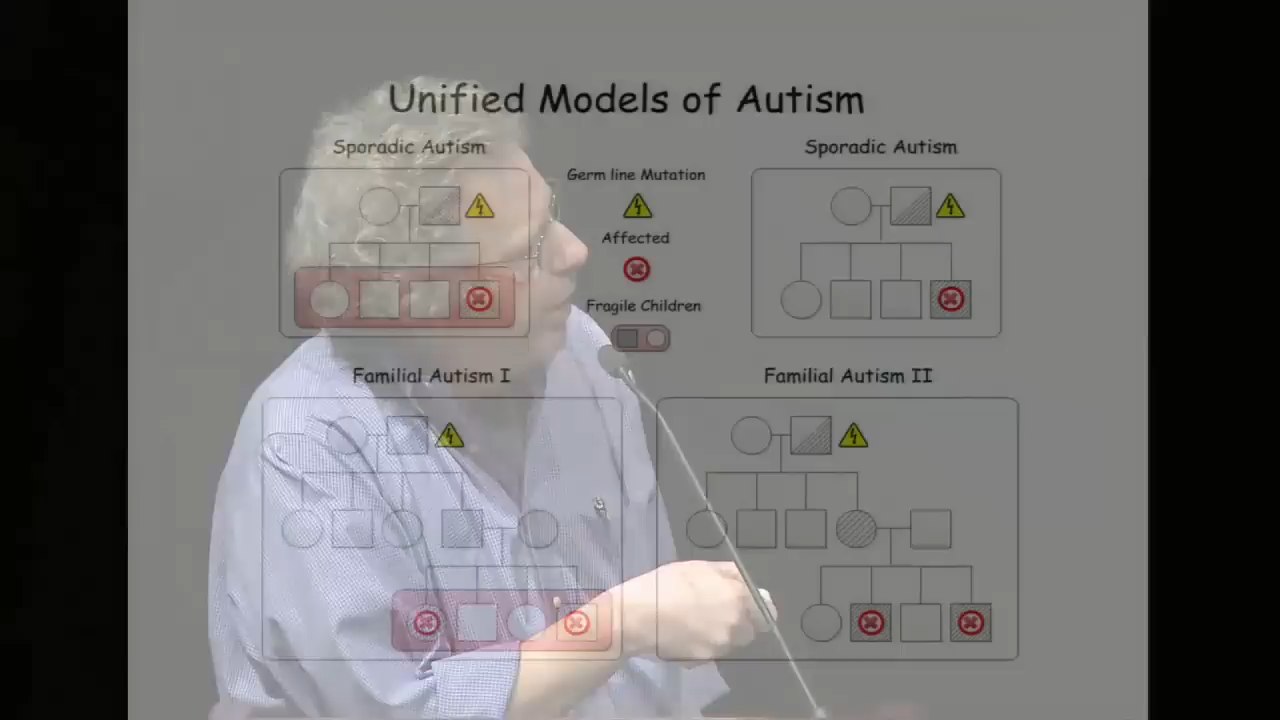 Unified Models of Autism
Sporadic Autism
Germ line Mutation
Affected
Fragile Children
Sporadic Autism
Familial Autism I
Familial Autism II